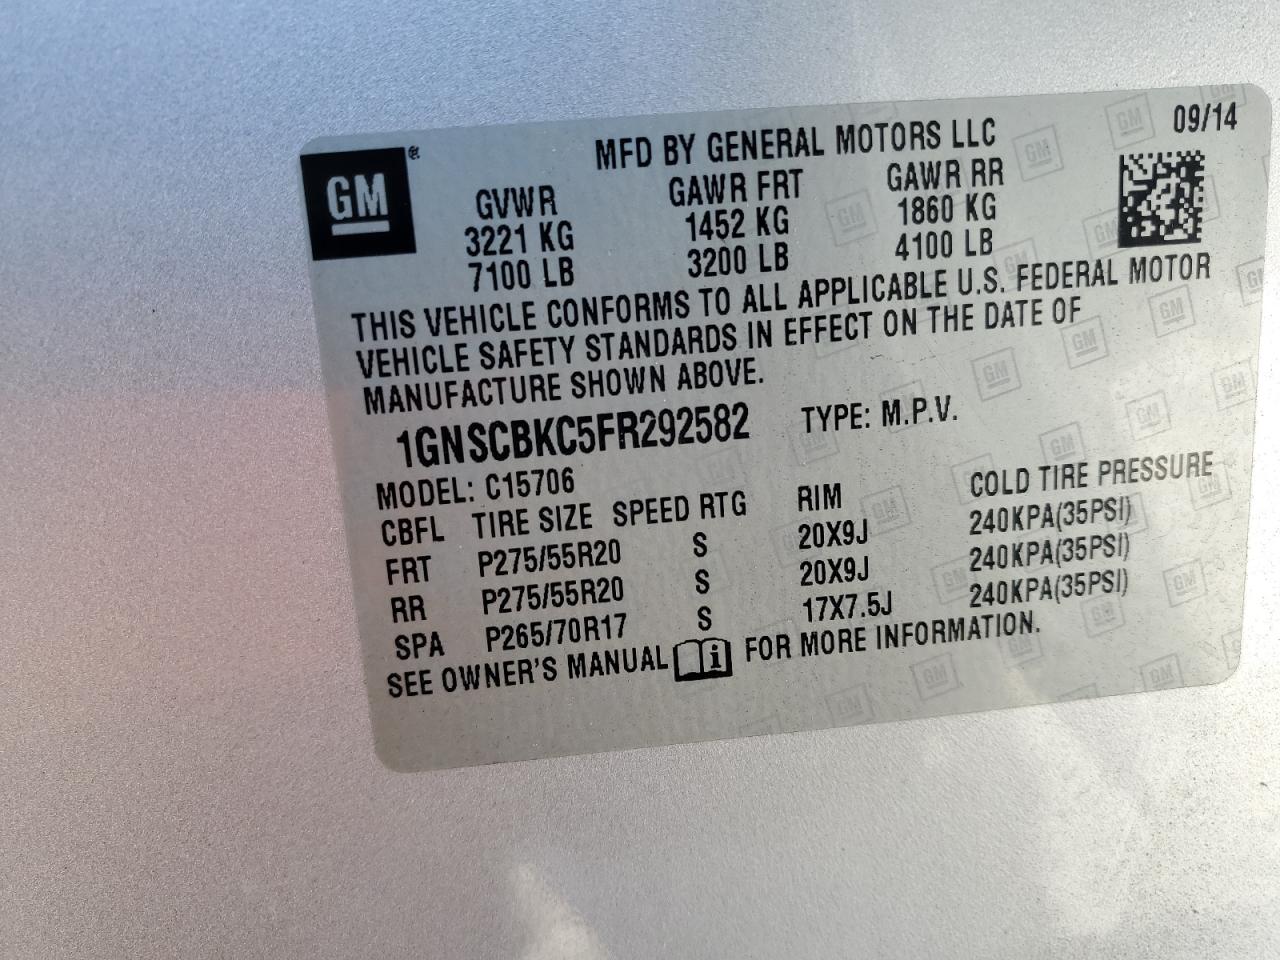 GM®
MFD BY GENERAL MOTORS LLC
09/14
GVWR GAWR FRT GAWR RR
3221 KG 1452 KG 1860 KG
7100 LB 3200 LB 4100 LB
THIS VEHICLE CONFORMS TO ALL APPLICABLE U.S. FEDERAL MOTOR
VEHICLE SAFETY STANDARDS IN EFFECT ON THE DATE OF
MANUFACTURE SHOWN ABOVE.
1GNSCBKC5FR292582 TYPE: M.P.V.
MODEL: C15706
CBFL TIRE SIZE SPEED RTG RIM COLD TIRE PRESSURE
FRT P275/55R20 S 20X9J 240KPA(35PSI)
RR P275/55R20 S 20X9J 240KPA(35PSI)
SPA P265/70R17 S 17X7.5J 240KPA(35PSI)
SEE OWNER'S MANUAL i FOR MORE INFORMATION.